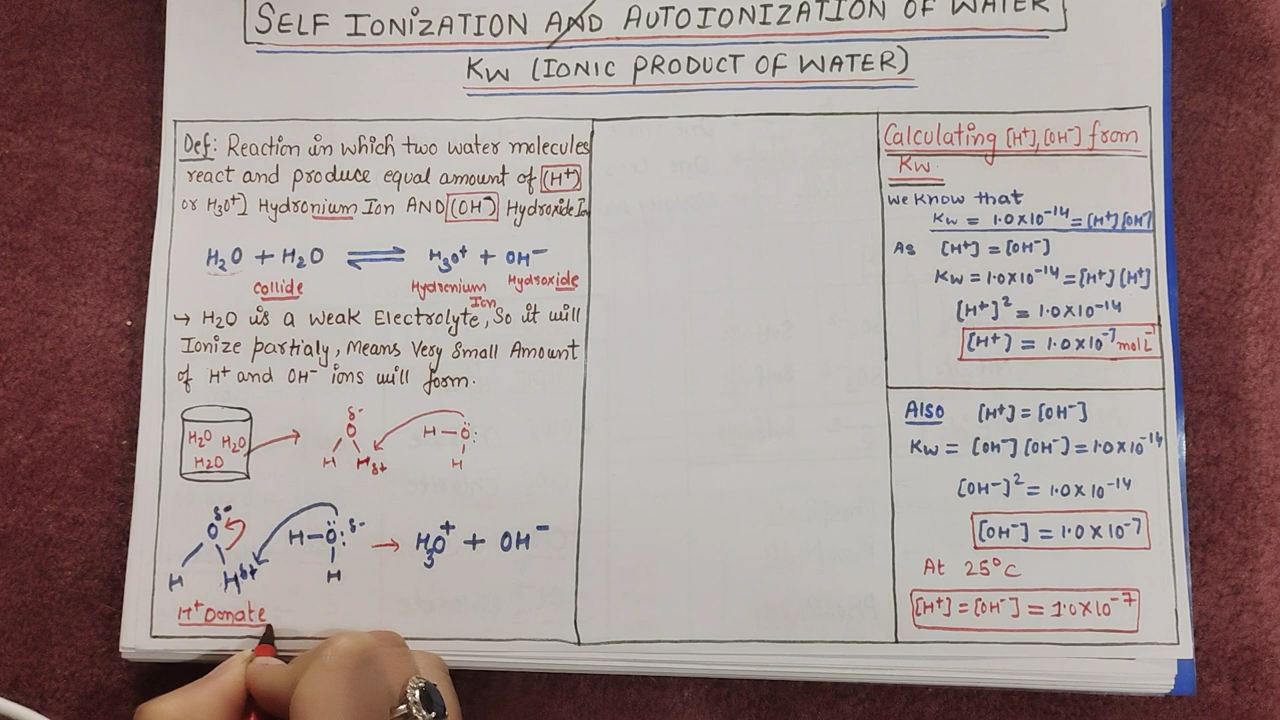 SELF IONIZATION AND AUTOIONIZATION OF WATER
KW (IONIC PRODUCT OF WATER)
Def: Reaction in which two water molecules
react and produce equal amount of (H⁺)
or H₃O⁺] Hydronium Ion AND (OH⁻) Hydroxide Ion
H₂O + H₂O ⇌ H₃O⁺ + OH⁻
collide Hydronium Hydroxide
Ion
→ H₂O is a weak Electrolyte, So it will
Ionize partialy, Means Very Small Amount
of H⁺ and OH⁻ ions will form.
H₂O H₂O
H₂O
δ-
O H-O:
H Hδ+ H
δ-
O H-O: δ- → H₃O⁺ + OH⁻
H Hδ+ H
H⁺ Donate
Calculating [H⁺],[OH⁻] from
Kw.
we know that
Kw = 1.0×10⁻¹⁴ = [H⁺][OH⁻]
As [H⁺] = [OH⁻]
Kw = 1.0×10⁻¹⁴ = [H⁺][H⁺]
[H⁺]² = 1.0×10⁻¹⁴
[H⁺] = 1.0×10⁻⁷ mol L⁻¹
Also [H⁺] = [OH⁻]
Kw = [OH⁻][OH⁻] = 1.0×10⁻¹⁴
[OH⁻]² = 1.0×10⁻¹⁴
[OH⁻] = 1.0×10⁻⁷
At 25°C
[H⁺] = [OH⁻] = 1.0×10⁻⁷